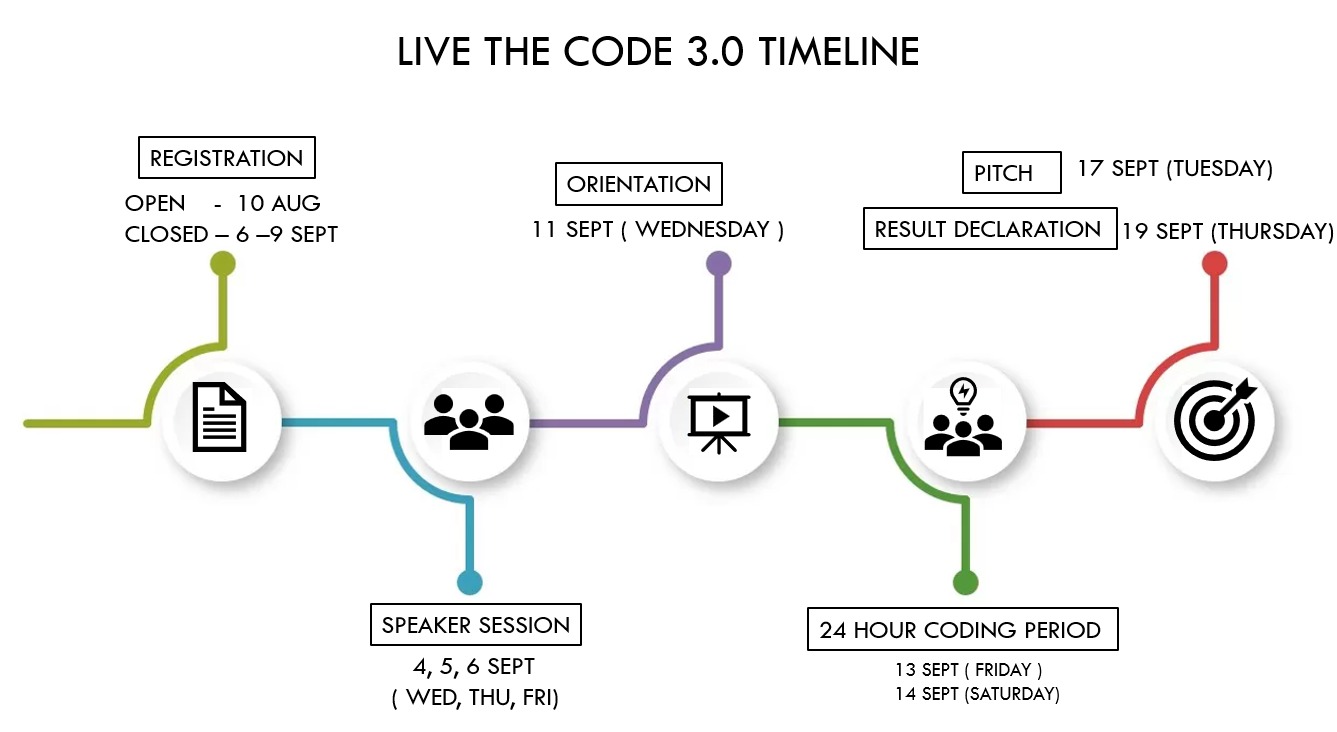 LIVE THE CODE 3.0 TIMELINE
REGISTRATION
OPEN - 10 AUG
CLOSED – 6 –9 SEPT
SPEAKER SESSION
4, 5, 6 SEPT
( WED, THU, FRI)
ORIENTATION
11 SEPT ( WEDNESDAY )
24 HOUR CODING PERIOD
13 SEPT ( FRIDAY )
14 SEPT (SATURDAY)
PITCH 17 SEPT (TUESDAY)
RESULT DECLARATION 19 SEPT (THURSDAY)